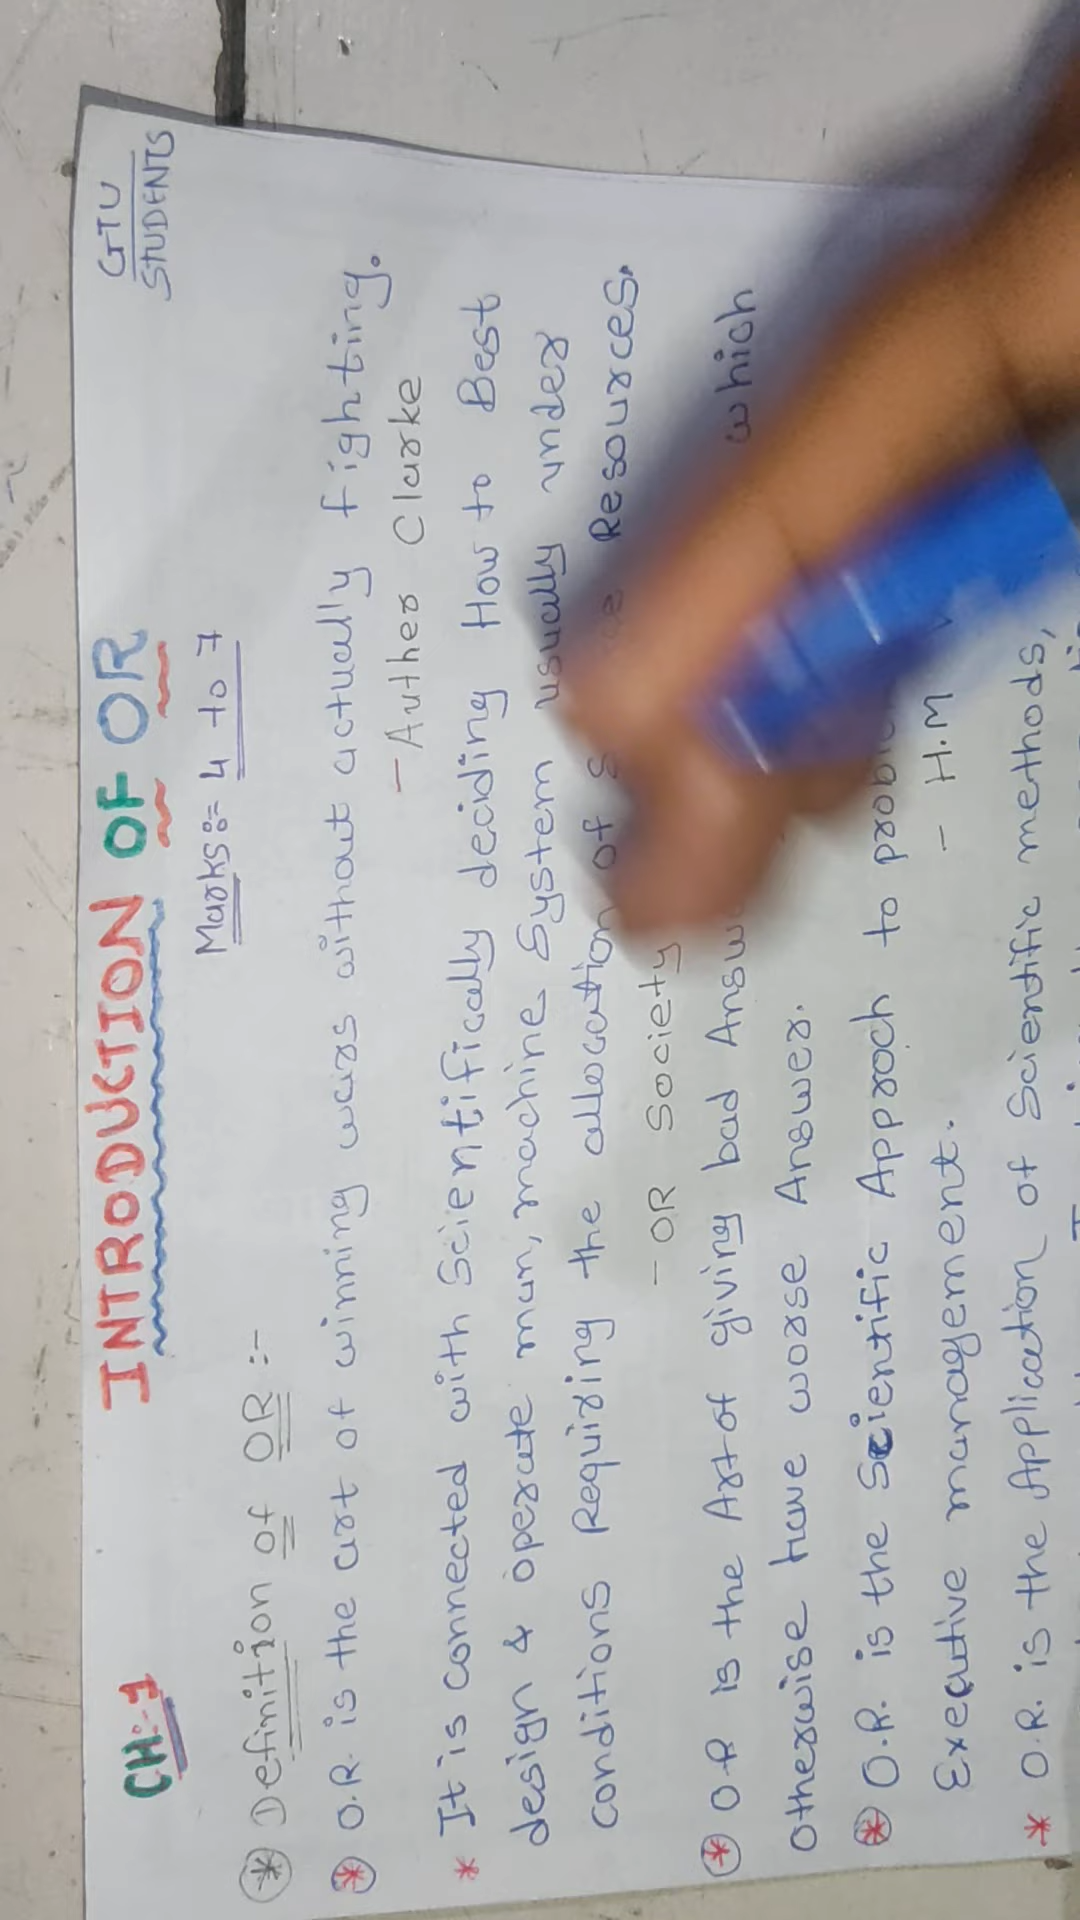 GTU
STUDENTS
CH:-1 INTRODUCTION OF OR
Marks:- 4 to 7
* Definition of OR :-
* O.R. is the art of winning wars without actually fighting.
- Auther Clarke
* It is connected with Scientifically deciding How to Best
design & operate man, machine System usually under
conditions Requiring the allocation of Resources.
- OR Society
* OR is the Art of giving bad which
Otherwise have worse Answer.
* O.R. is the Scientific Approch to
Executive management.
- H.M
* O.R. is the Application of Scientific methods,